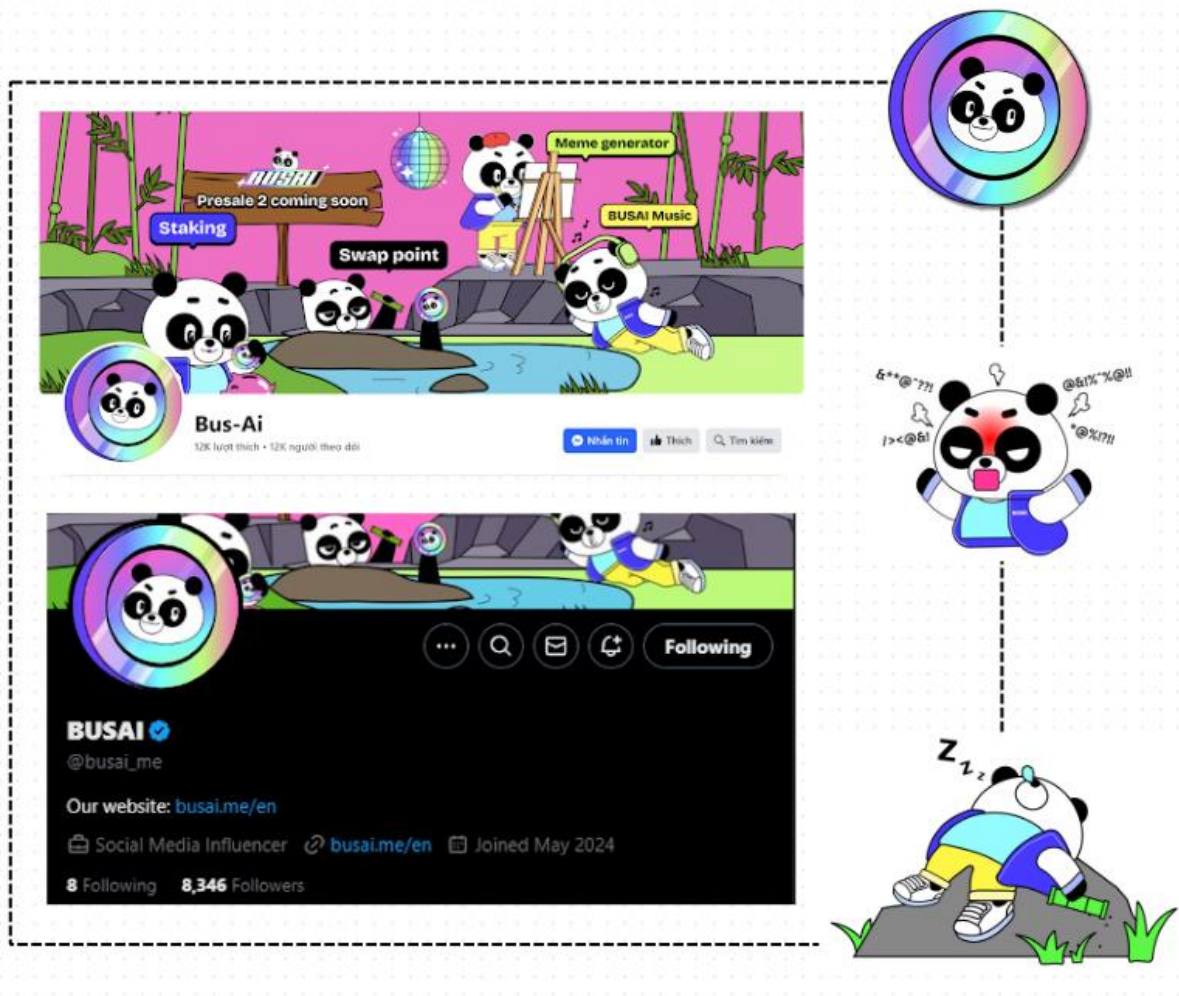 BUSAI
Presale 2 coming soon
Staking
Swap point
Meme generator
BUSAI Music
Bus-Ai
12K lượt thích • 12K người theo dõi
Nhắn tin
Thích
Tìm kiếm
&**@~??!
@&!%~%@!!
!><@&!
*@%!?!!
Following
BUSAI
@busai_me
Our website: busai.me/en
Social Media Influencer busai.me/en Joined May 2024
8 Following 8,346 Followers
Z z z